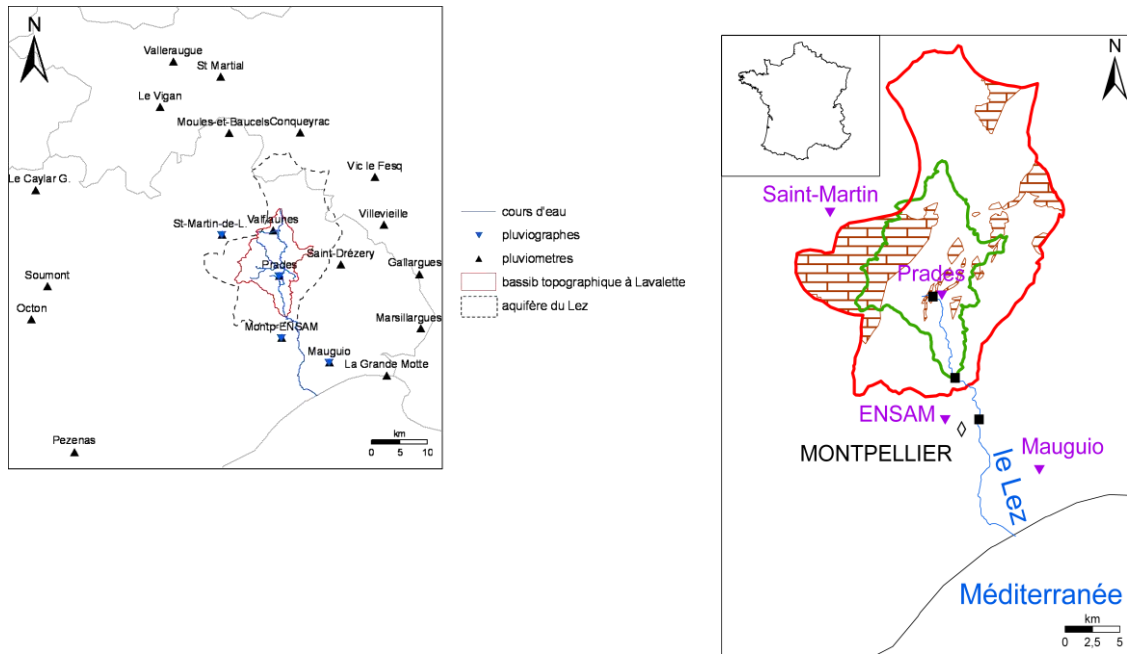 N
Valleraugue
St Martial
Le Vigan
Moules-et-Baucels
Conqueyrac
Vic le Fesq
Le Caylar G.
Villevieille
St-Martin-de-L.
Valflaunes
Saint-Drézery
Prades
Gallargues
Soumont
Octon
Marsillargues
Montp-ENSAM
Mauguio
La Grande Motte
Pezenas
km
0 5 10
cours d'eau
pluviographes
pluviometres
bassib topographique à Lavalette
aquifère du Lez
N
Saint-Martin
Prades
ENSAM
MONTPELLIER
Mauguio
le Lez
Méditerranée
km
0 2,5 5